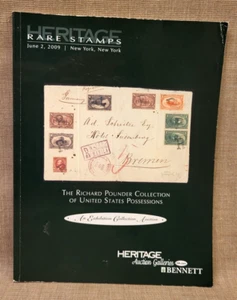 HERITAGE
RARE STAMPS
June 2, 2009 | New York, New York
Bremen
The Richard Pounder Collection
of United States Possessions
An Exhibition Collection Auction
HERITAGE
Auction Galleries
BENNETT